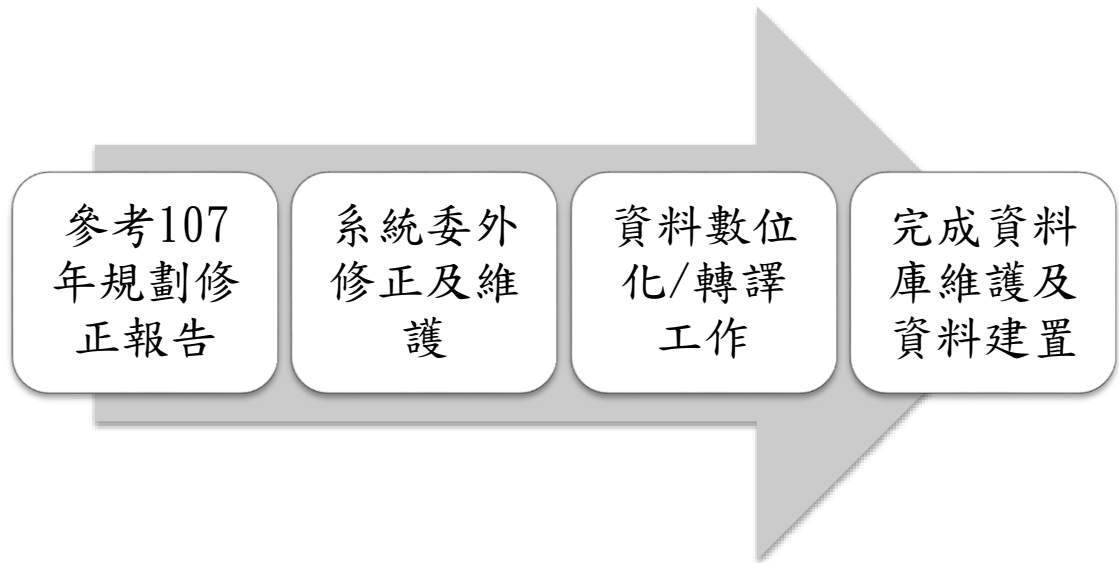 參考107
年規劃修
正報告
系統委外
修正及維
護
資料數位
化/轉譯
工作
完成資料
庫維護及
資料建置